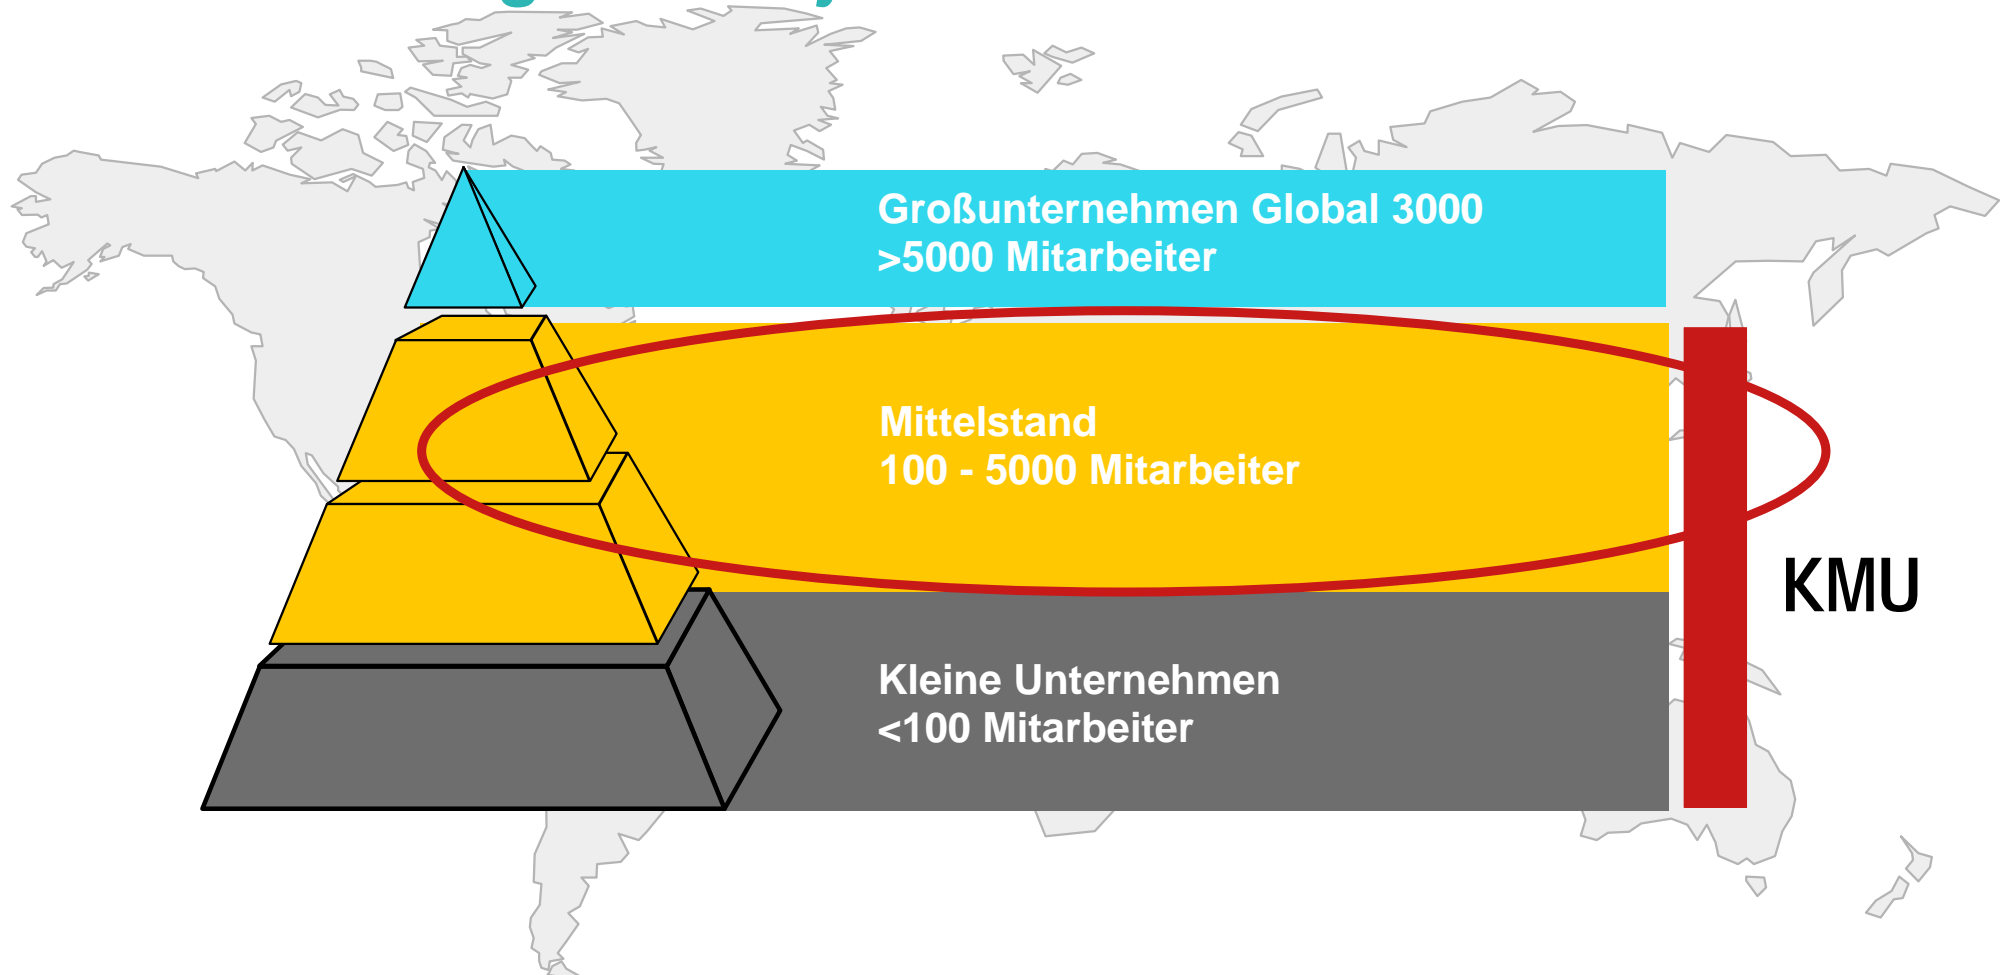 Großunternehmen Global 3000
>5000 Mitarbeiter
Mittelstand
100 - 5000 Mitarbeiter
KMU
Kleine Unternehmen
<100 Mitarbeiter